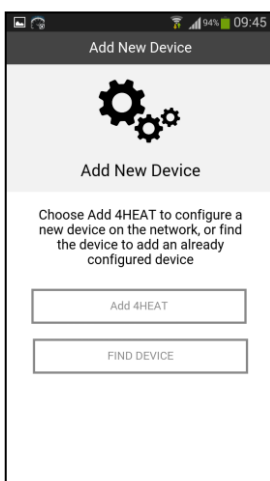 94% 09:45
Add New Device
Add New Device
Choose Add 4HEAT to configure a
new device on the network, or find
the device to add an already
configured device
Add 4HEAT
FIND DEVICE